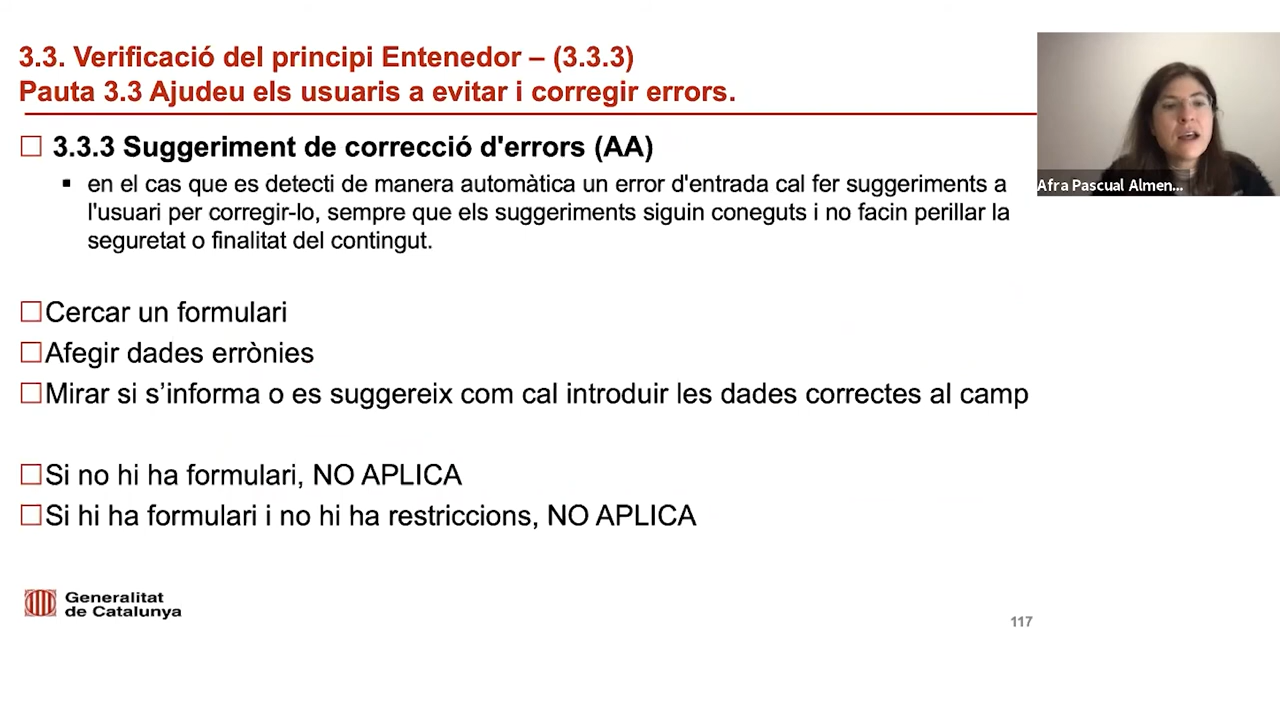 3.3. Verificació del principi Entenedor – (3.3.3)
Pauta 3.3 Ajudeu els usuaris a evitar i corregir errors.
3.3.3 Suggeriment de correcció d'errors (AA)
en el cas que es detecti de manera automàtica un error d'entrada cal fer suggeriments a
l'usuari per corregir-lo, sempre que els suggeriments siguin coneguts i no facin perillar la
seguretat o finalitat del contingut.
Cercar un formulari
Afegir dades errònies
Mirar si s’informa o es suggereix com cal introduir les dades correctes al camp
Si no hi ha formulari, NO APLICA
Si hi ha formulari i no hi ha restriccions, NO APLICA
Generalitat
de Catalunya
117
Afra Pascual Almen...